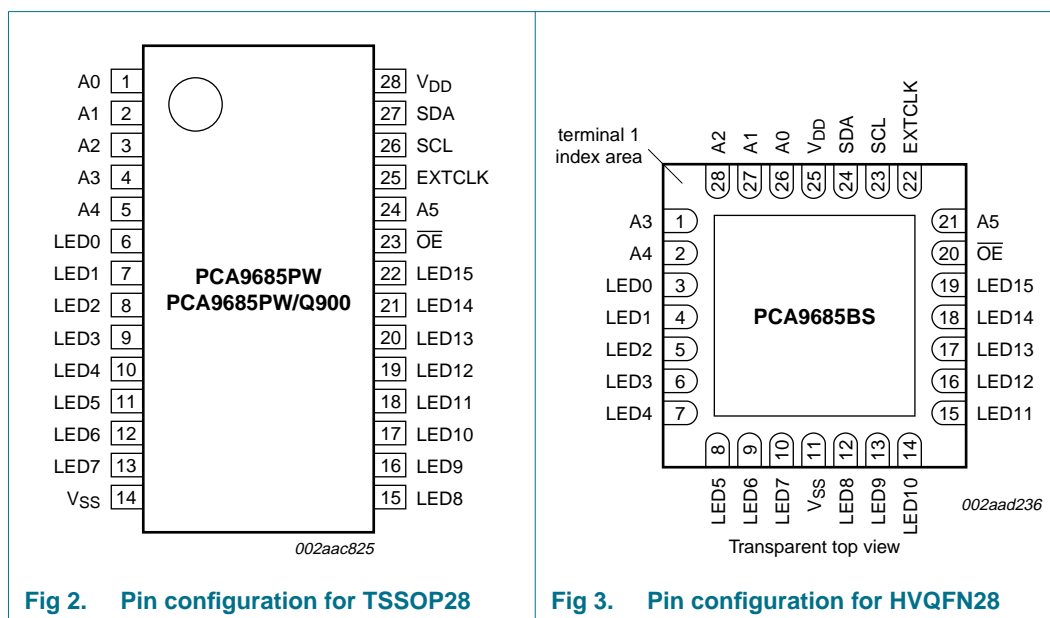 A0 1
A1 2
A2 3
A3 4
A4 5
LED0 6
LED1 7
LED2 8
LED3 9
LED4 10
LED5 11
LED6 12
LED7 13
VSS 14
PCA9685PW
PCA9685PW/Q900
28 VDD
27 SDA
26 SCL
25 EXTCLK
24 A5
23 O̅E̅
22 LED15
21 LED14
20 LED13
19 LED12
18 LED11
17 LED10
16 LED9
15 LED8
002aac825
Fig 2. Pin configuration for TSSOP28
terminal 1
index area
A2 28
A1 27
A0 26
VDD 25
SDA 24
SCL 23
EXTCLK 22
A3 1
A4 2
LED0 3
LED1 4
LED2 5
LED3 6
LED4 7
PCA9685BS
21 A5
20 O̅E̅
19 LED15
18 LED14
17 LED13
16 LED12
15 LED11
LED5 8
LED6 9
LED7 10
VSS 11
LED8 12
LED9 13
LED10 14
002aad236
Transparent top view
Fig 3. Pin configuration for HVQFN28